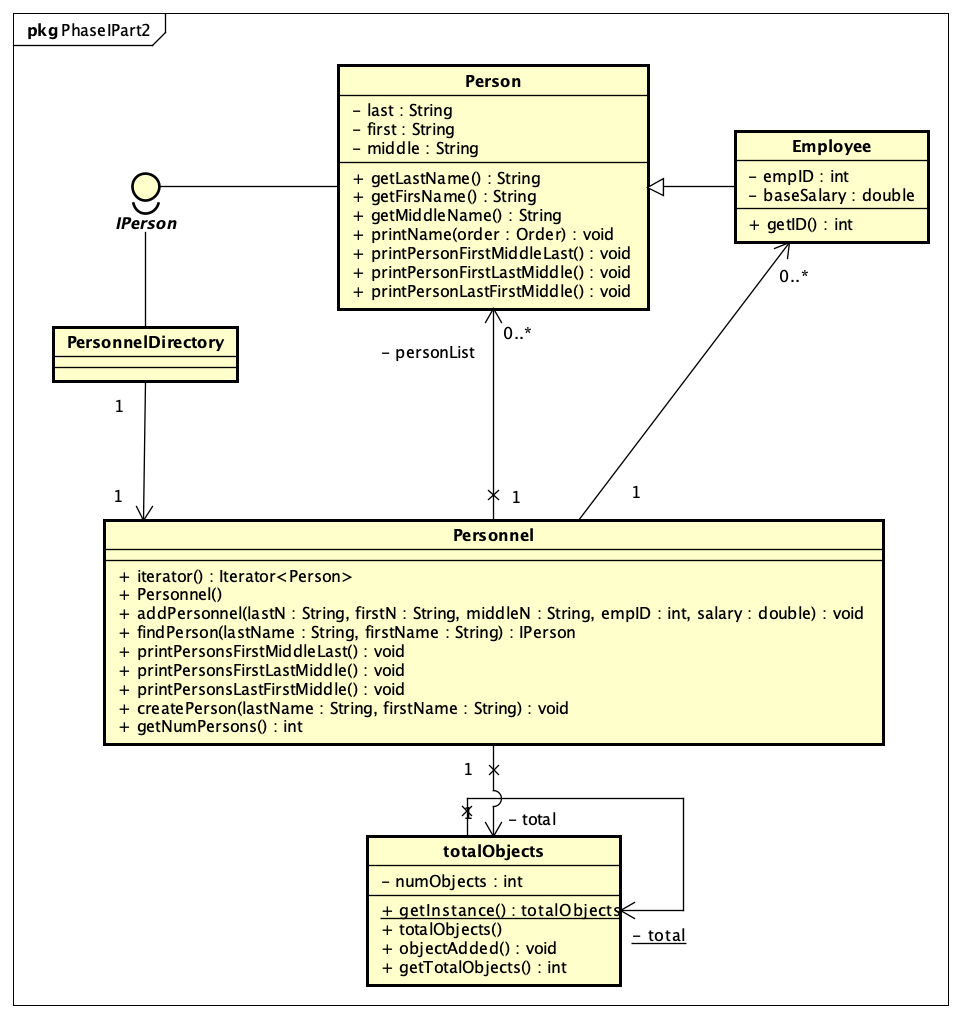 pkg PhaseIPart2
Person
- last : String
- first : String
- middle : String
+ getLastName() : String
+ getFirsName() : String
+ getMiddleName() : String
+ printName(order : Order) : void
+ printPersonFirstMiddleLast() : void
+ printPersonFirstLastMiddle() : void
+ printPersonLastFirstMiddle() : void
Employee
- empID : int
- baseSalary : double
+ getID() : int
IPerson
0..*
0..*
- personList
PersonnelDirectory
1
1
1
1
Personnel
+ iterator() : Iterator<Person>
+ Personnel()
+ addPersonnel(lastN : String, firstN : String, middleN : String, empID : int, salary : double) : void
+ findPerson(lastName : String, firstName : String) : IPerson
+ printPersonsFirstMiddleLast() : void
+ printPersonsFirstLastMiddle() : void
+ printPersonsLastFirstMiddle() : void
+ createPerson(lastName : String, firstName : String) : void
+ getNumPersons() : int
1
1
- total
totalObjects
- numObjects : int
+ getInstance() : totalObjects
+ totalObjects()
+ objectAdded() : void
+ getTotalObjects() : int
- total